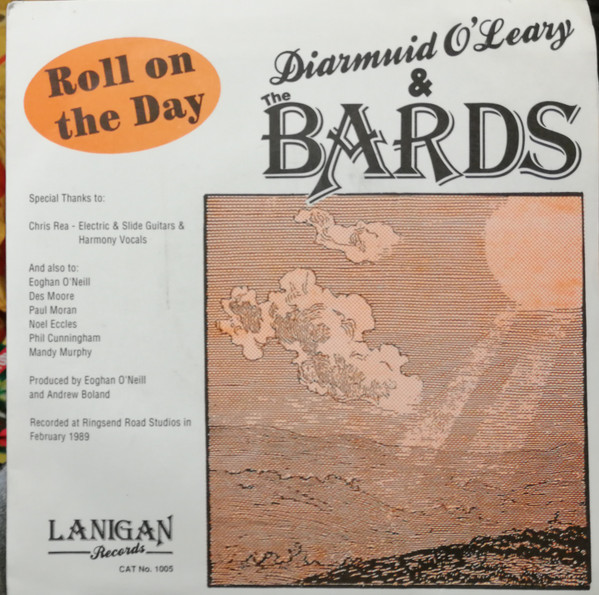 Roll on
the Day
Diarmuid O'Leary
&
The
BARDS
Special Thanks to:
Chris Rea - Electric & Slide Guitars &
Harmony Vocals
And also to:
Eoghan O'Neill
Des Moore
Paul Moran
Noel Eccles
Phil Cunningham
Mandy Murphy
Produced by Eoghan O'Neill
and Andrew Boland
Recorded at Ringsend Road Studios in
February 1989
LANIGAN
Records
CAT No. 1005